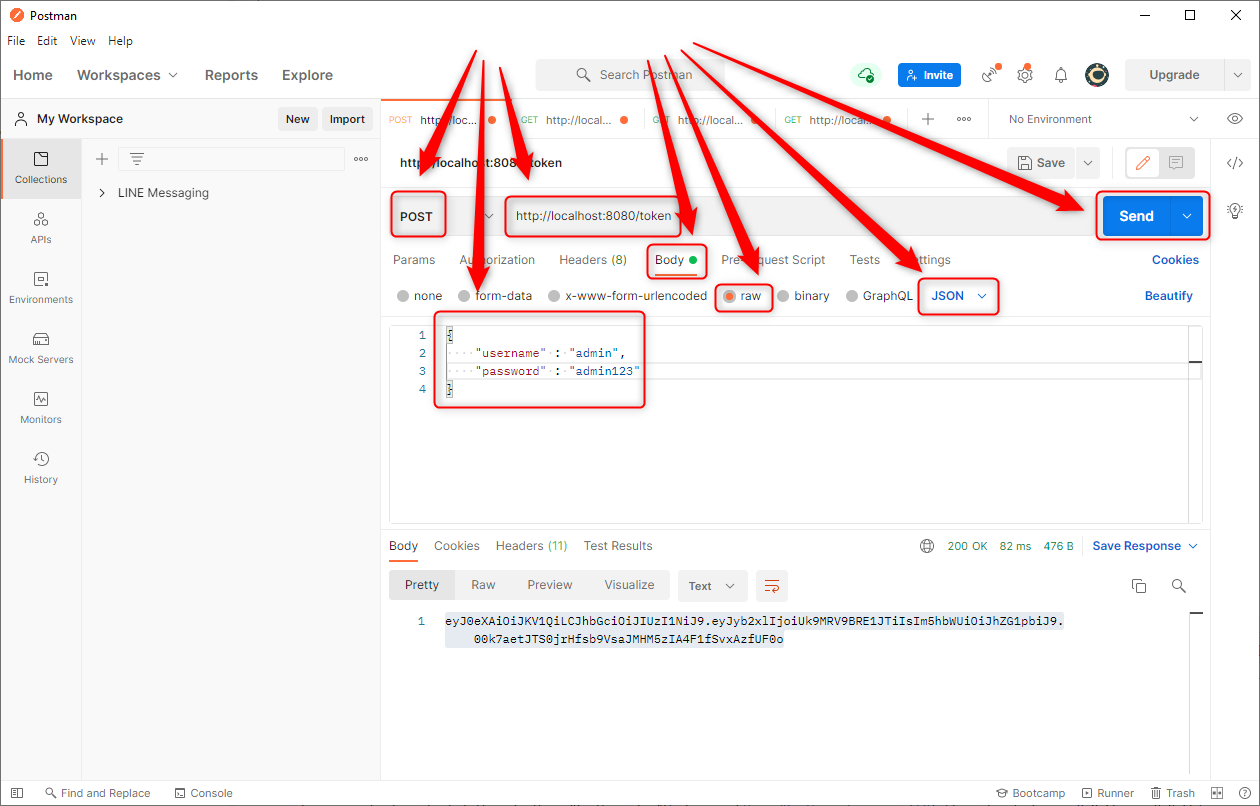 Postman
File Edit View Help
Home Workspaces Reports Explore Search Postman Invite Upgrade
My Workspace New Import
POST http://loc... GET http://local... GET http://loca... GET http://local... No Environment
http://localhost:8080/token Save
Collections
LINE Messaging
APIs
Environments
Mock Servers
Monitors
History
POST http://localhost:8080/token Send
Params Authorization Headers (8) Body Pre-request Script Tests Settings Cookies
none form-data x-www-form-urlencoded raw binary GraphQL JSON Beautify
1 {
2 "username" : "admin",
3 "password" : "admin123"
4 }
Body Cookies Headers (11) Test Results 200 OK 82 ms 476 B Save Response
Pretty Raw Preview Visualize Text
1 eyJ0eXAiOiJKV1QiLCJhbGciOiJIUzI1NiJ9.eyJyb2xlIjoiUk9MRV9BRE1JTiIsIm5hbWUiOiJhZG1pbiJ9.
00k7aetJTS0jrHfsb9VsaJMHM5zIA4F1fSvxAzfUF0o
Find and Replace Console Bootcamp Runner Trash